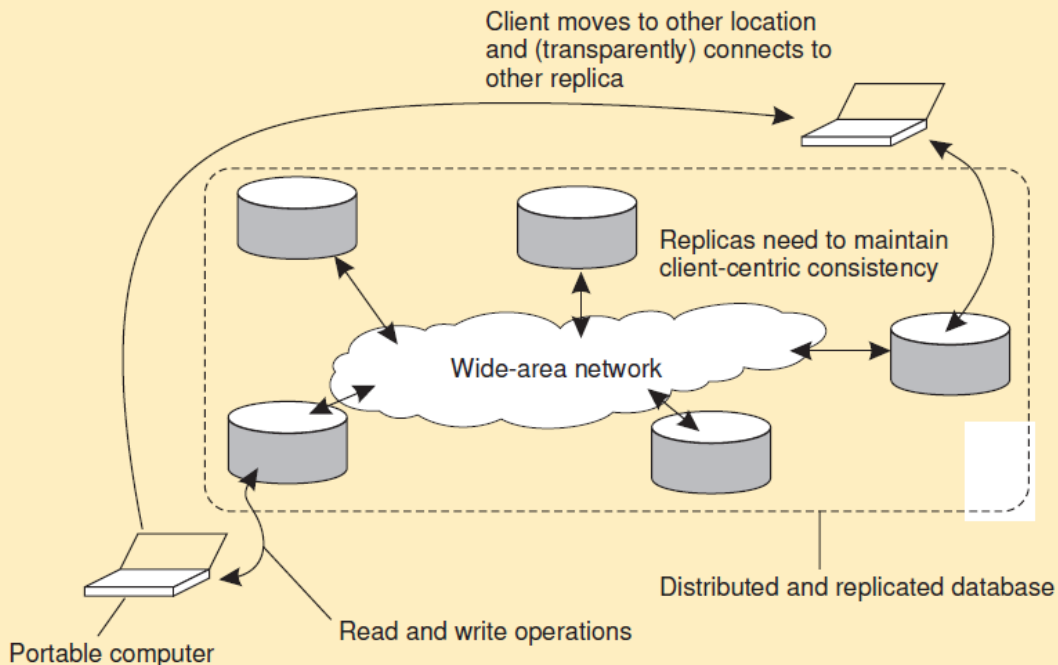 Client moves to other location
and (transparently) connects to
other replica
Replicas need to maintain
client-centric consistency
Wide-area network
Distributed and replicated database
Read and write operations
Portable computer